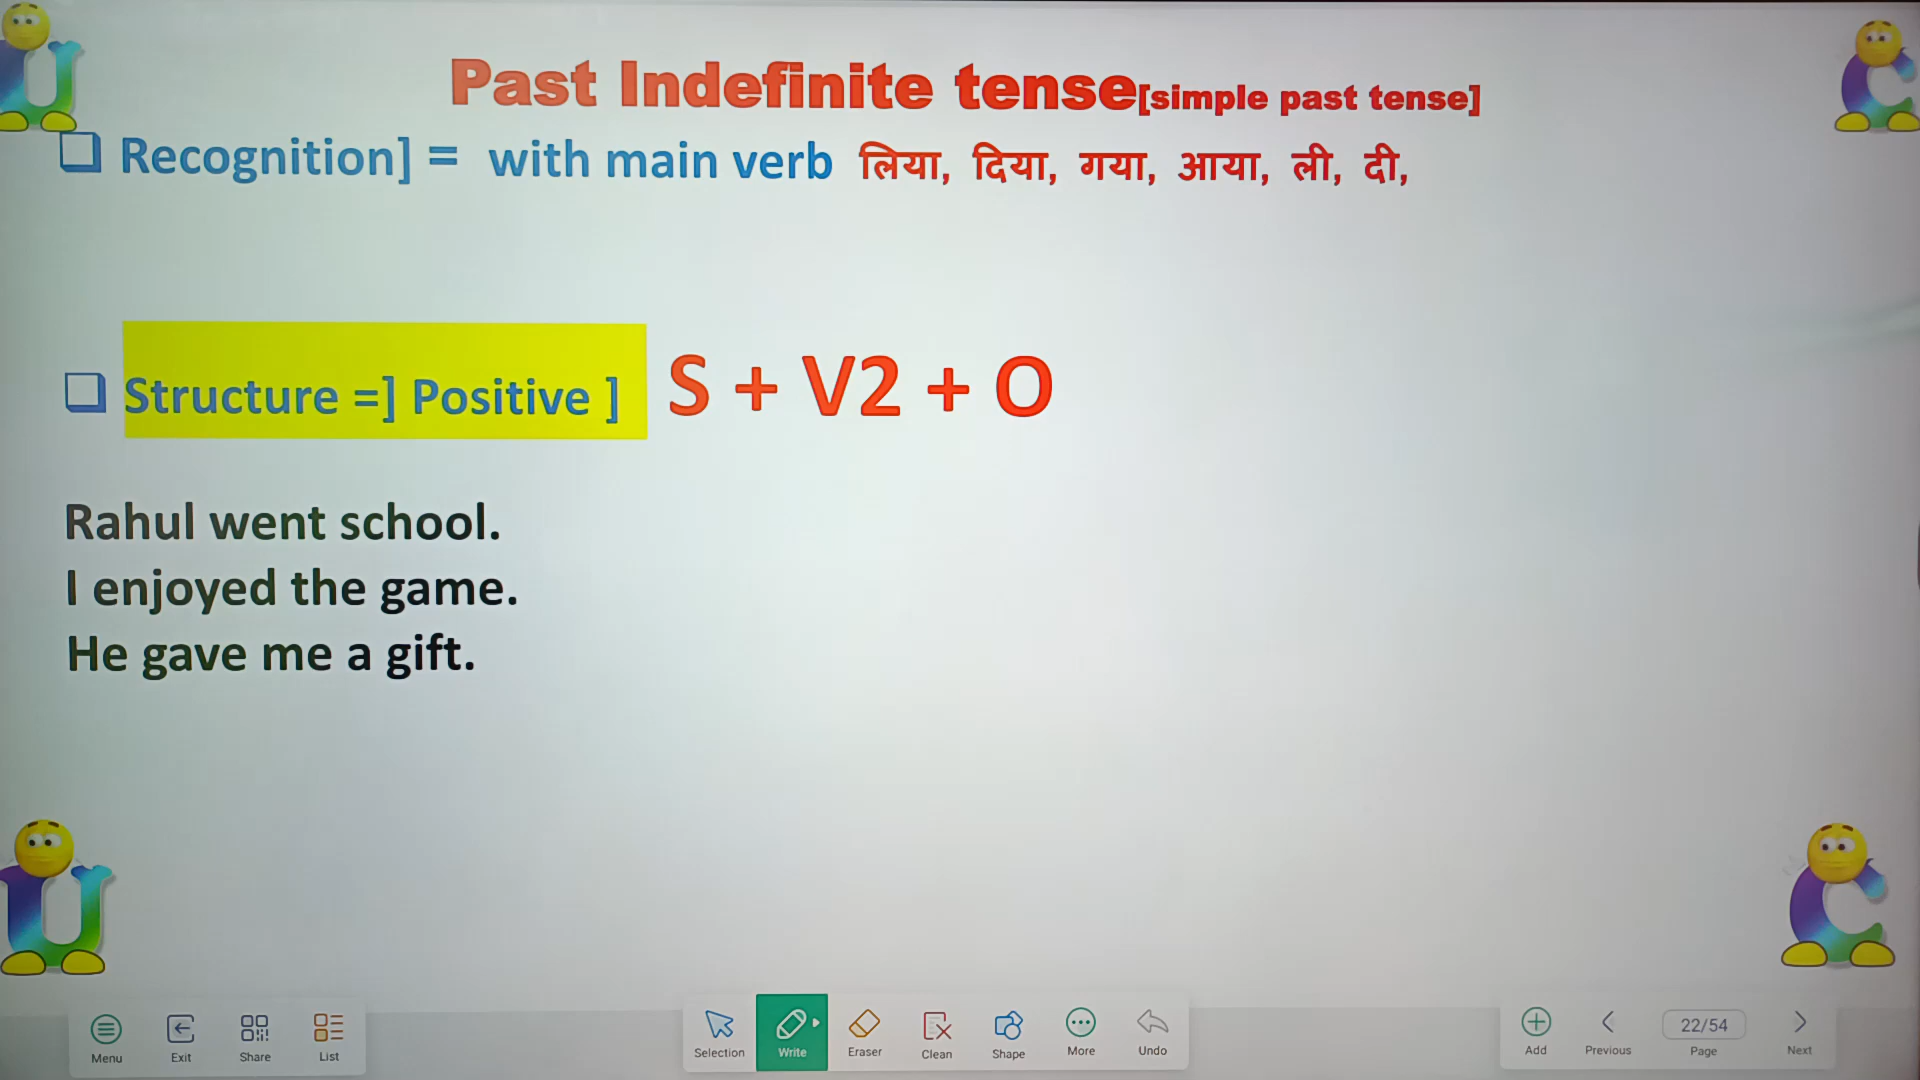 Past Indefinite tense[simple past tense]
❑ Recognition] = with main verb लिया, दिया, गया, आया, ली, दी,
❑ Structure =] Positive ] S + V2 + O
Rahul went school.
I enjoyed the game.
He gave me a gift.
Menu Exit Share List Selection Write Eraser Clean Shape More Undo Add Previous 22/54 Page Next